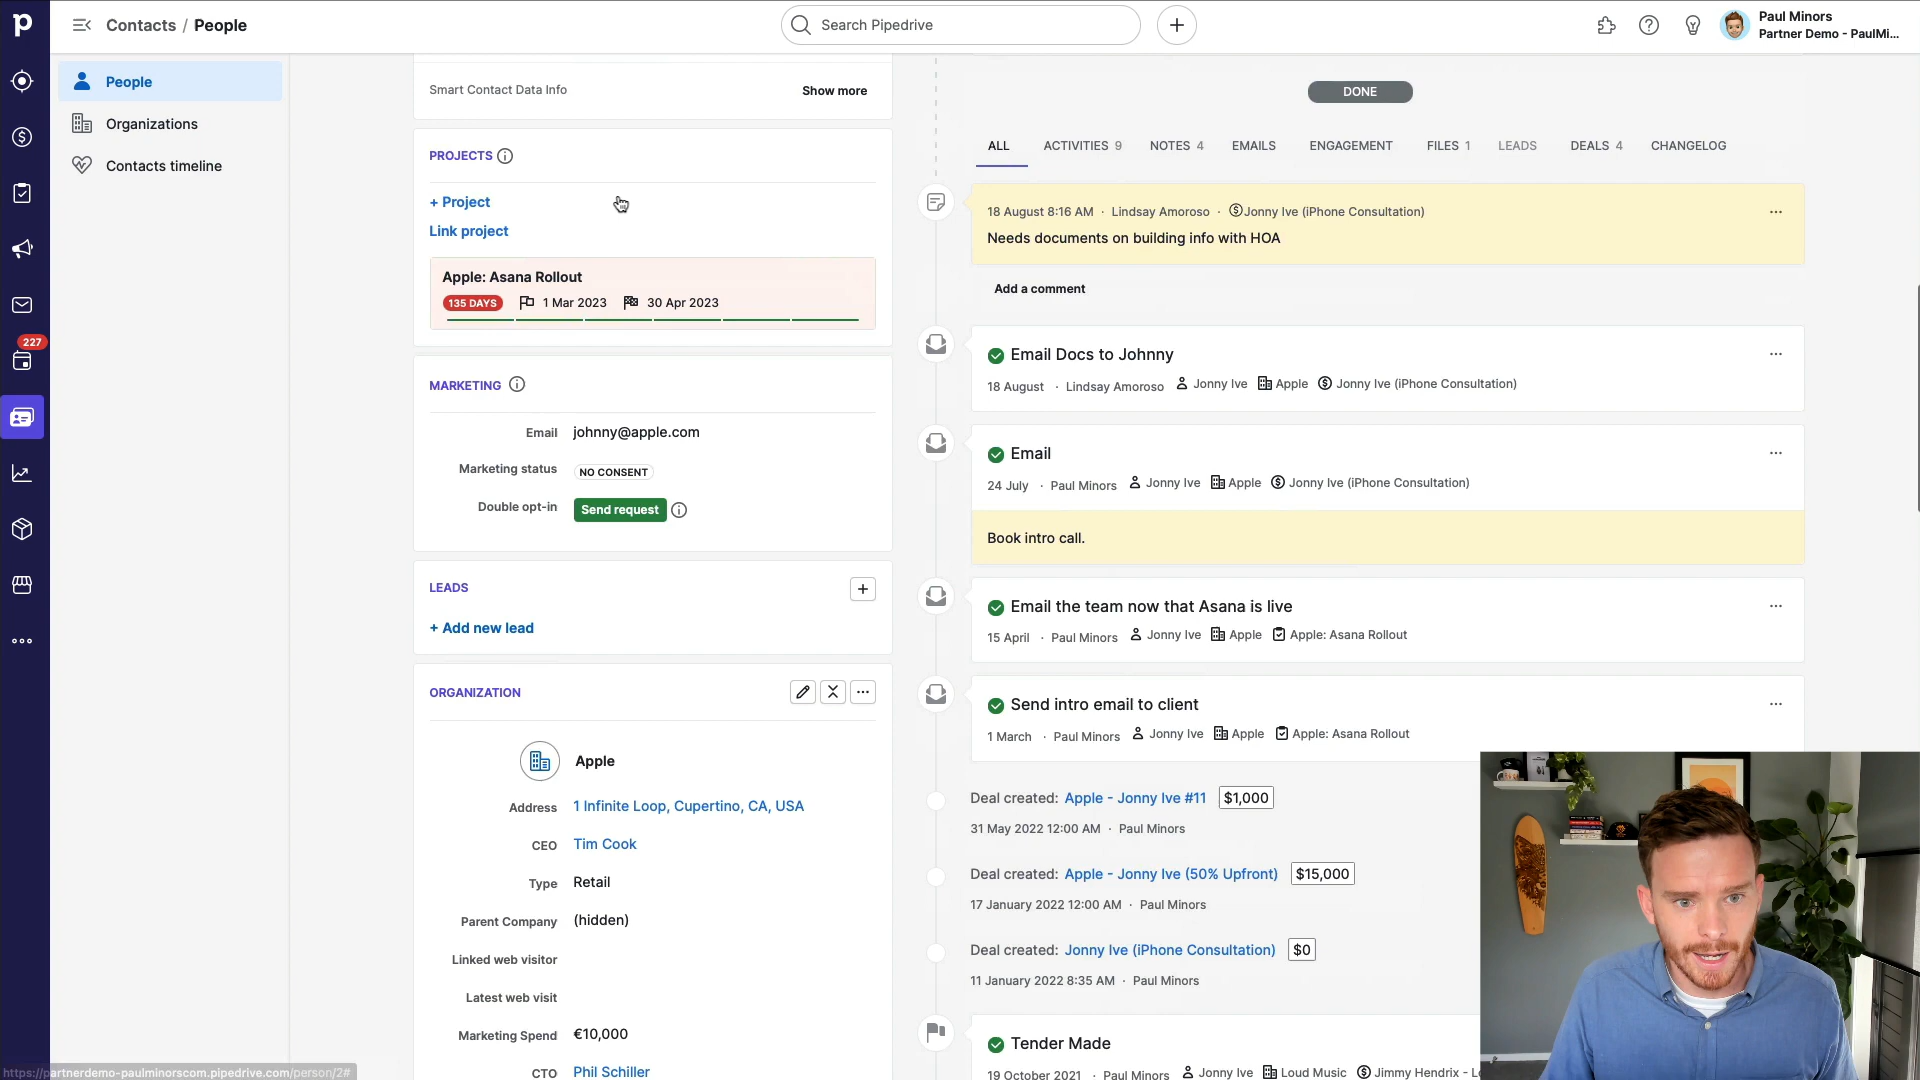 p
Contacts / People
Search Pipedrive
Paul Minors
Partner Demo - PaulMi...
People
Organizations
Contacts timeline
227
Smart Contact Data Info
Show more
PROJECTS
+ Project
Link project
Apple: Asana Rollout
135 DAYS 1 Mar 2023 30 Apr 2023
MARKETING
Email johnny@apple.com
Marketing status NO CONSENT
Double opt-in Send request
LEADS
+ Add new lead
ORGANIZATION
Apple
Address 1 Infinite Loop, Cupertino, CA, USA
CEO Tim Cook
Type Retail
Parent Company (hidden)
Linked web visitor
Latest web visit
Marketing Spend €10,000
CTO Phil Schiller
https://partnerdemo-paulminorscom.pipedrive.com/person/2#
DONE
ALL ACTIVITIES 9 NOTES 4 EMAILS ENGAGEMENT FILES 1 LEADS DEALS 4 CHANGELOG
18 August 8:16 AM · Lindsay Amoroso · Jonny Ive (iPhone Consultation)
Needs documents on building info with HOA
Add a comment
Email Docs to Johnny
18 August · Lindsay Amoroso Jonny Ive Apple Jonny Ive (iPhone Consultation)
Email
24 July · Paul Minors Jonny Ive Apple Jonny Ive (iPhone Consultation)
Book intro call.
Email the team now that Asana is live
15 April · Paul Minors Jonny Ive Apple Apple: Asana Rollout
Send intro email to client
1 March · Paul Minors Jonny Ive Apple Apple: Asana Rollout
Deal created: Apple - Jonny Ive #11 $1,000
31 May 2022 12:00 AM · Paul Minors
Deal created: Apple - Jonny Ive (50% Upfront) $15,000
17 January 2022 12:00 AM · Paul Minors
Deal created: Jonny Ive (iPhone Consultation) $0
11 January 2022 8:35 AM · Paul Minors
Tender Made
19 October 2021 · Paul Minors Jonny Ive Loud Music Jimmy Hendrix - Lo